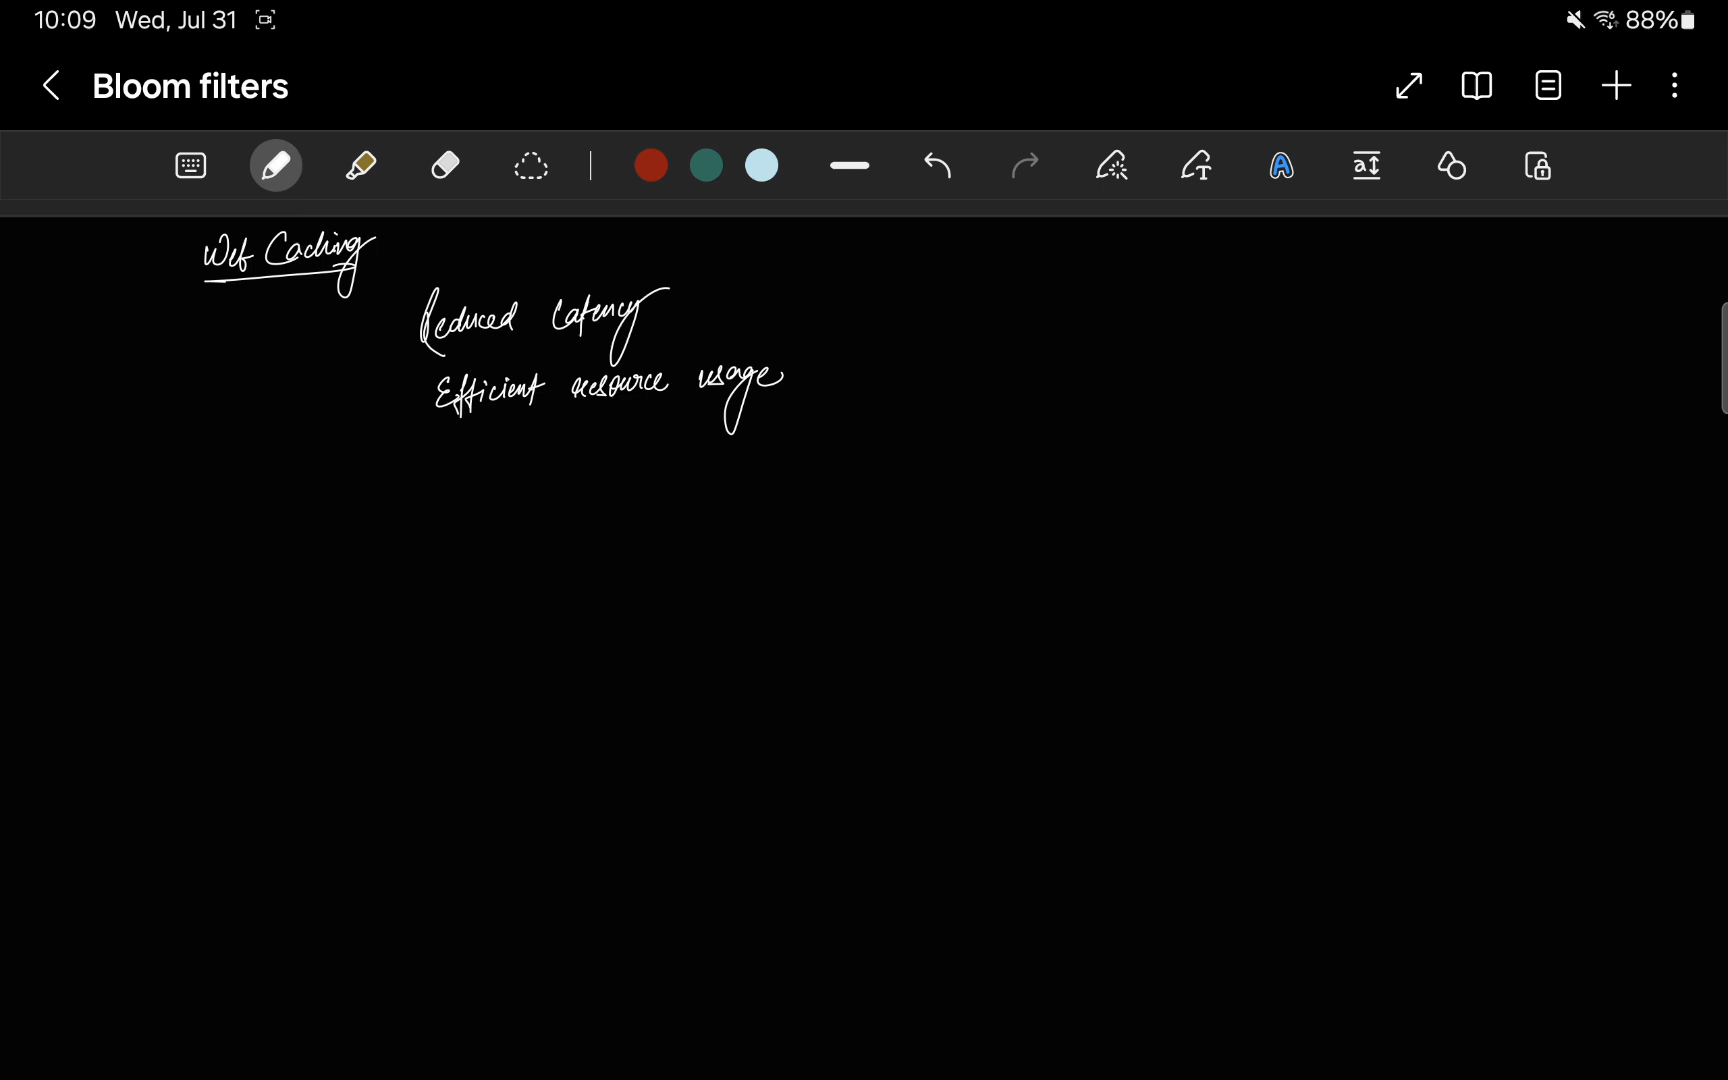 10:09 Wed, Jul 31 88%
Bloom filters
Web Caching
Reduced Latency
Efficient resource usage